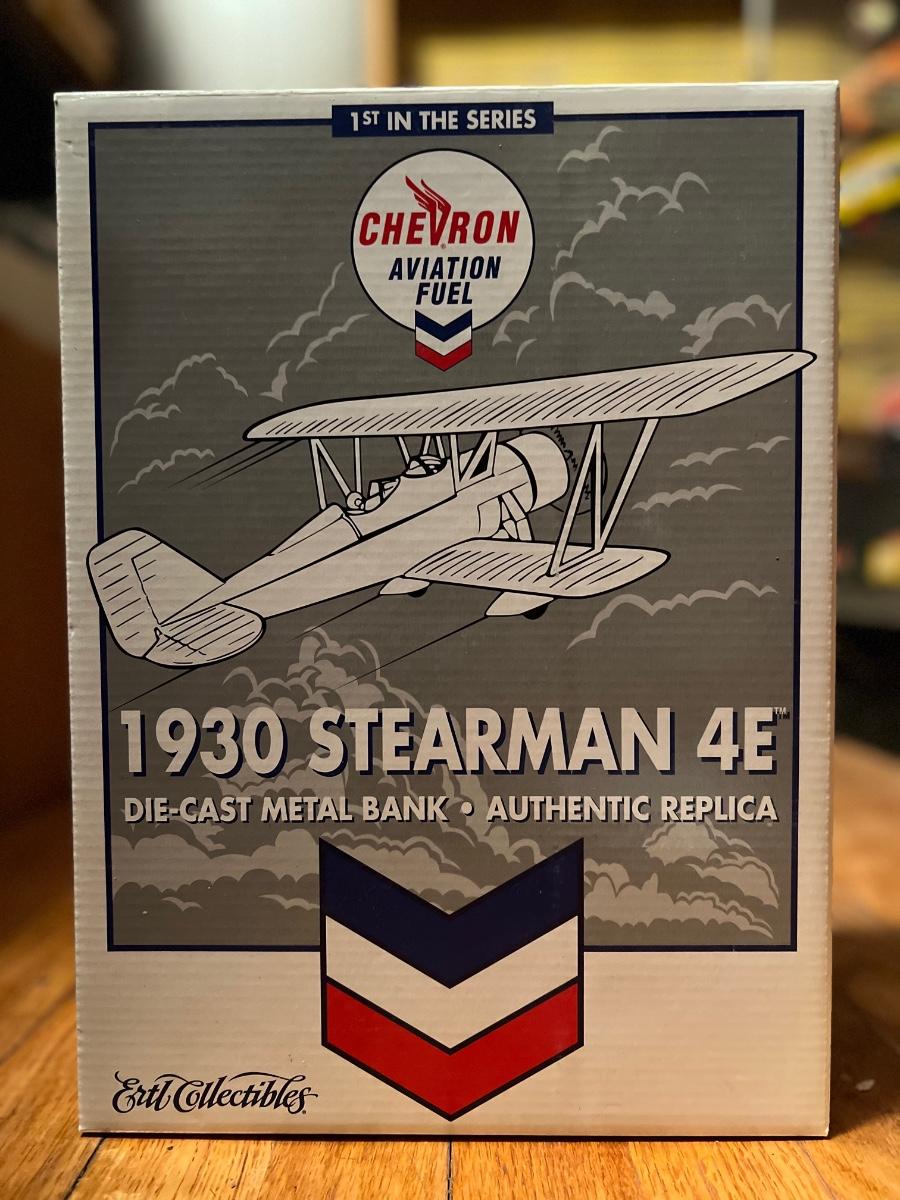 1ST IN THE SERIES
CHEVRON
AVIATION
FUEL
1930 STEARMAN 4E™
DIE-CAST METAL BANK • AUTHENTIC REPLICA
Ertl Collectibles